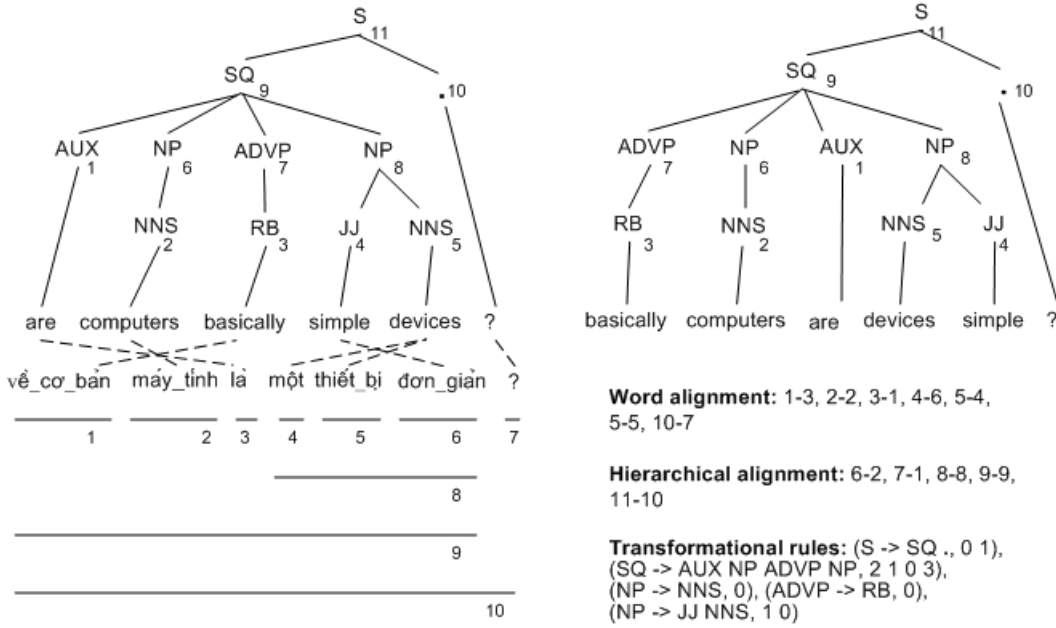 S 11
SQ 9
. 10
AUX 1 NP 6 ADVP 7 NP 8
NNS 2 RB 3 JJ 4 NNS 5
are computers basically simple devices ?
về_cơ_bản máy_tính là một thiết_bị đơn_giản ?
1 2 3 4 5 6 7
8
9
10
S 11
SQ 9
. 10
ADVP 7 NP 6 AUX 1 NP 8
RB 3 NNS 2 NNS 5 JJ 4
basically computers are devices simple ?
Word alignment: 1-3, 2-2, 3-1, 4-6, 5-4,
5-5, 10-7
Hierarchical alignment: 6-2, 7-1, 8-8, 9-9,
11-10
Transformational rules: (S -> SQ ., 0 1),
(SQ -> AUX NP ADVP NP, 2 1 0 3),
(NP -> NNS, 0), (ADVP -> RB, 0),
(NP -> JJ NNS, 1 0)